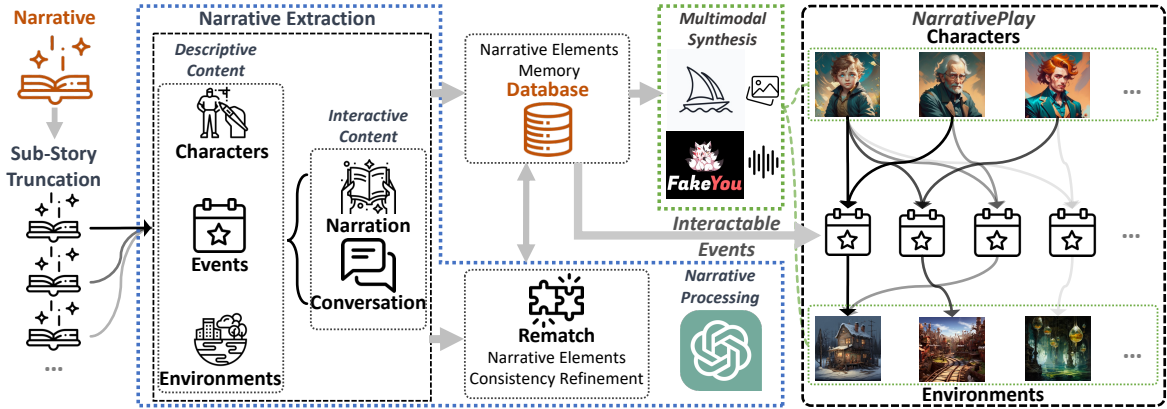 Narrative
Sub-Story
Truncation
...
Narrative Extraction
Descriptive
Content
Characters
Events
Environments
Interactive
Content
Narration
Conversation
Narrative Elements
Memory
Database
Rematch
Narrative Elements
Consistency Refinement
Narrative
Processing
Multimodal
Synthesis
FakeYou
Interactable
Events
NarrativePlay
Characters
...
...
...
Environments